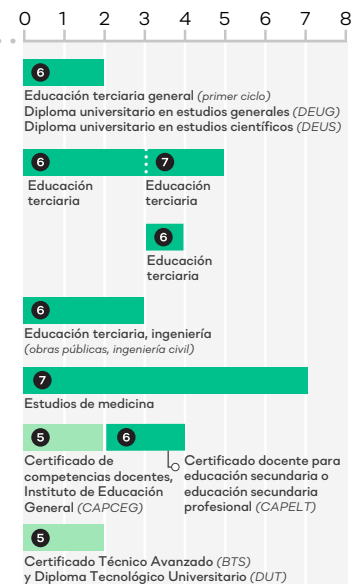 0 1 2 3 4 5 6 7 8
6
Educación terciaria general (primer ciclo)
Diploma universitario en estudios generales (DEUG)
Diploma universitario en estudios científicos (DEUS)
6 7
Educación
terciaria
Educación
terciaria
6
Educación
terciaria
6
Educación terciaria, ingeniería
(obras públicas, ingeniería civil)
7
Estudios de medicina
5 6
Certificado de
competencias docentes,
Instituto de Educación
General (CAPCEG)
Certificado docente para
educación secundaria o
educación secundaria
profesional (CAPELT)
5
Certificado Técnico Avanzado (BTS)
y Diploma Tecnológico Universitario (DUT)